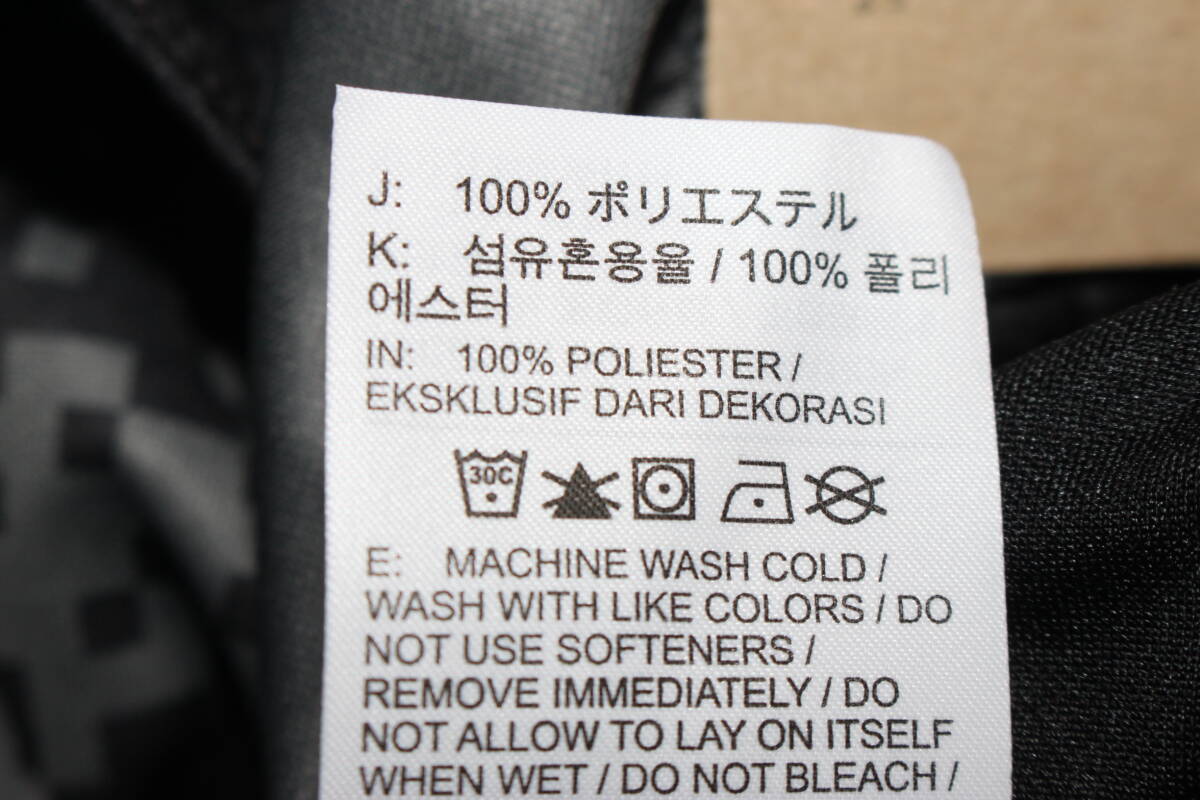 J: 100% ポリエステル
K: 섬유혼용율 / 100% 폴리
에스터
IN: 100% POLIESTER /
EKSKLUSIF DARI DEKORASI
30C
E: MACHINE WASH COLD /
WASH WITH LIKE COLORS / DO
NOT USE SOFTENERS /
REMOVE IMMEDIATELY / DO
NOT ALLOW TO LAY ON ITSELF
WHEN WET / DO NOT BLEACH /